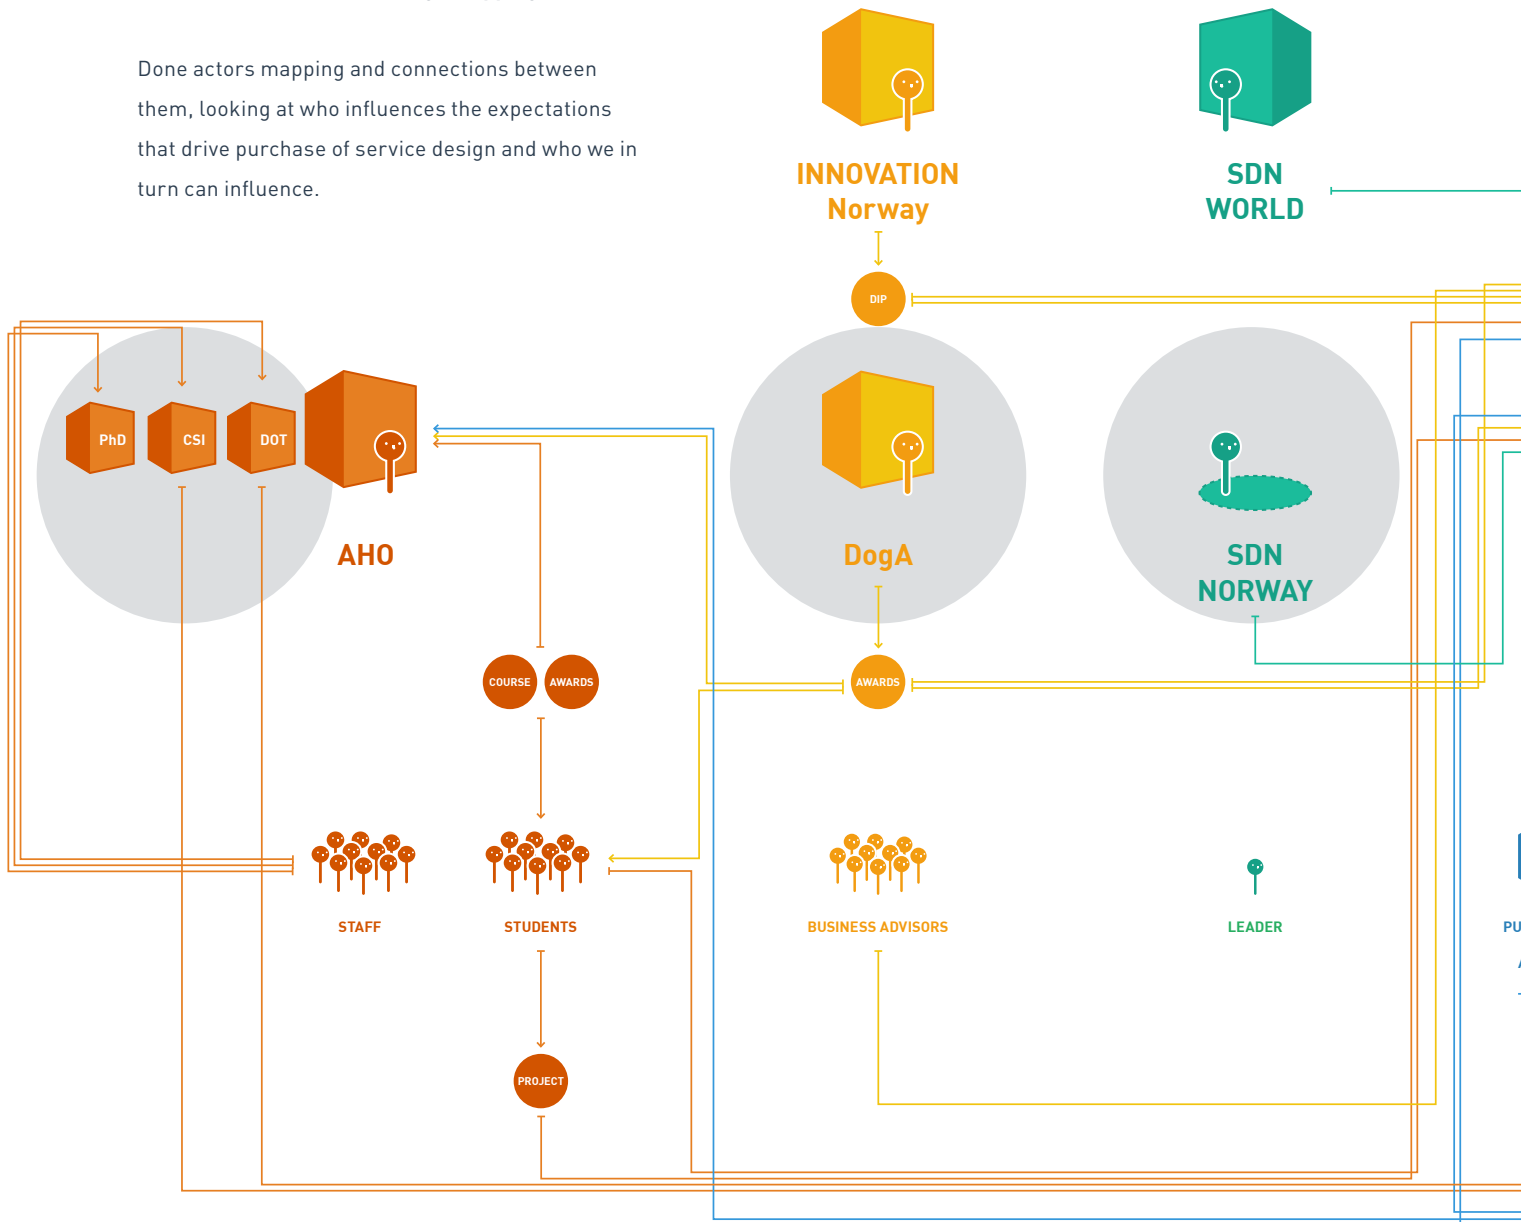 Done actors mapping and connections between
them, looking at who influences the expectations
that drive purchase of service design and who we in
turn can influence.
INNOVATION
Norway
SDN
WORLD
DIP
PhD
CSI
DOT
AHO
DogA
SDN
NORWAY
COURSE
AWARDS
AWARDS
STAFF
STUDENTS
BUSINESS ADVISORS
LEADER
PROJECT